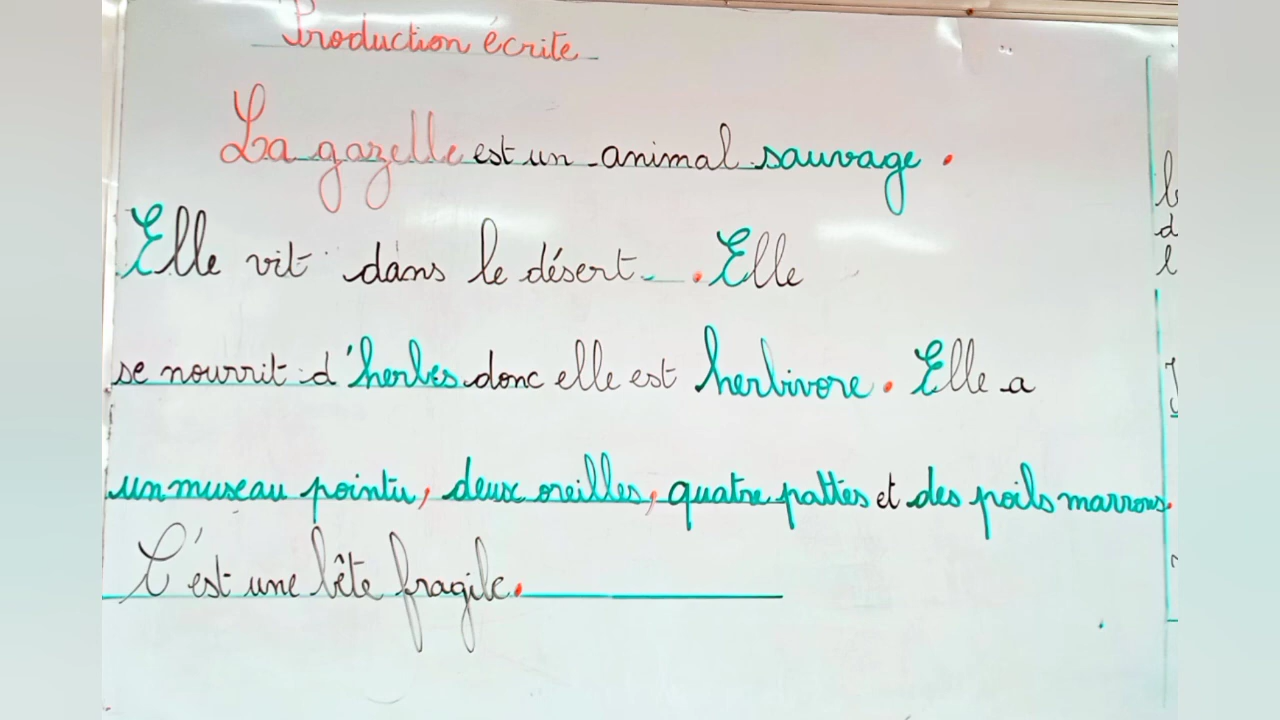 Production écrite
La gazelle est un animal sauvage.
Elle vit dans le désert. Elle
se nourrit d'herbes donc elle est herbivore. Elle a
un museau pointu, deux oreilles, quatre pattes et des poils marrons.
C'est une bête fragile.